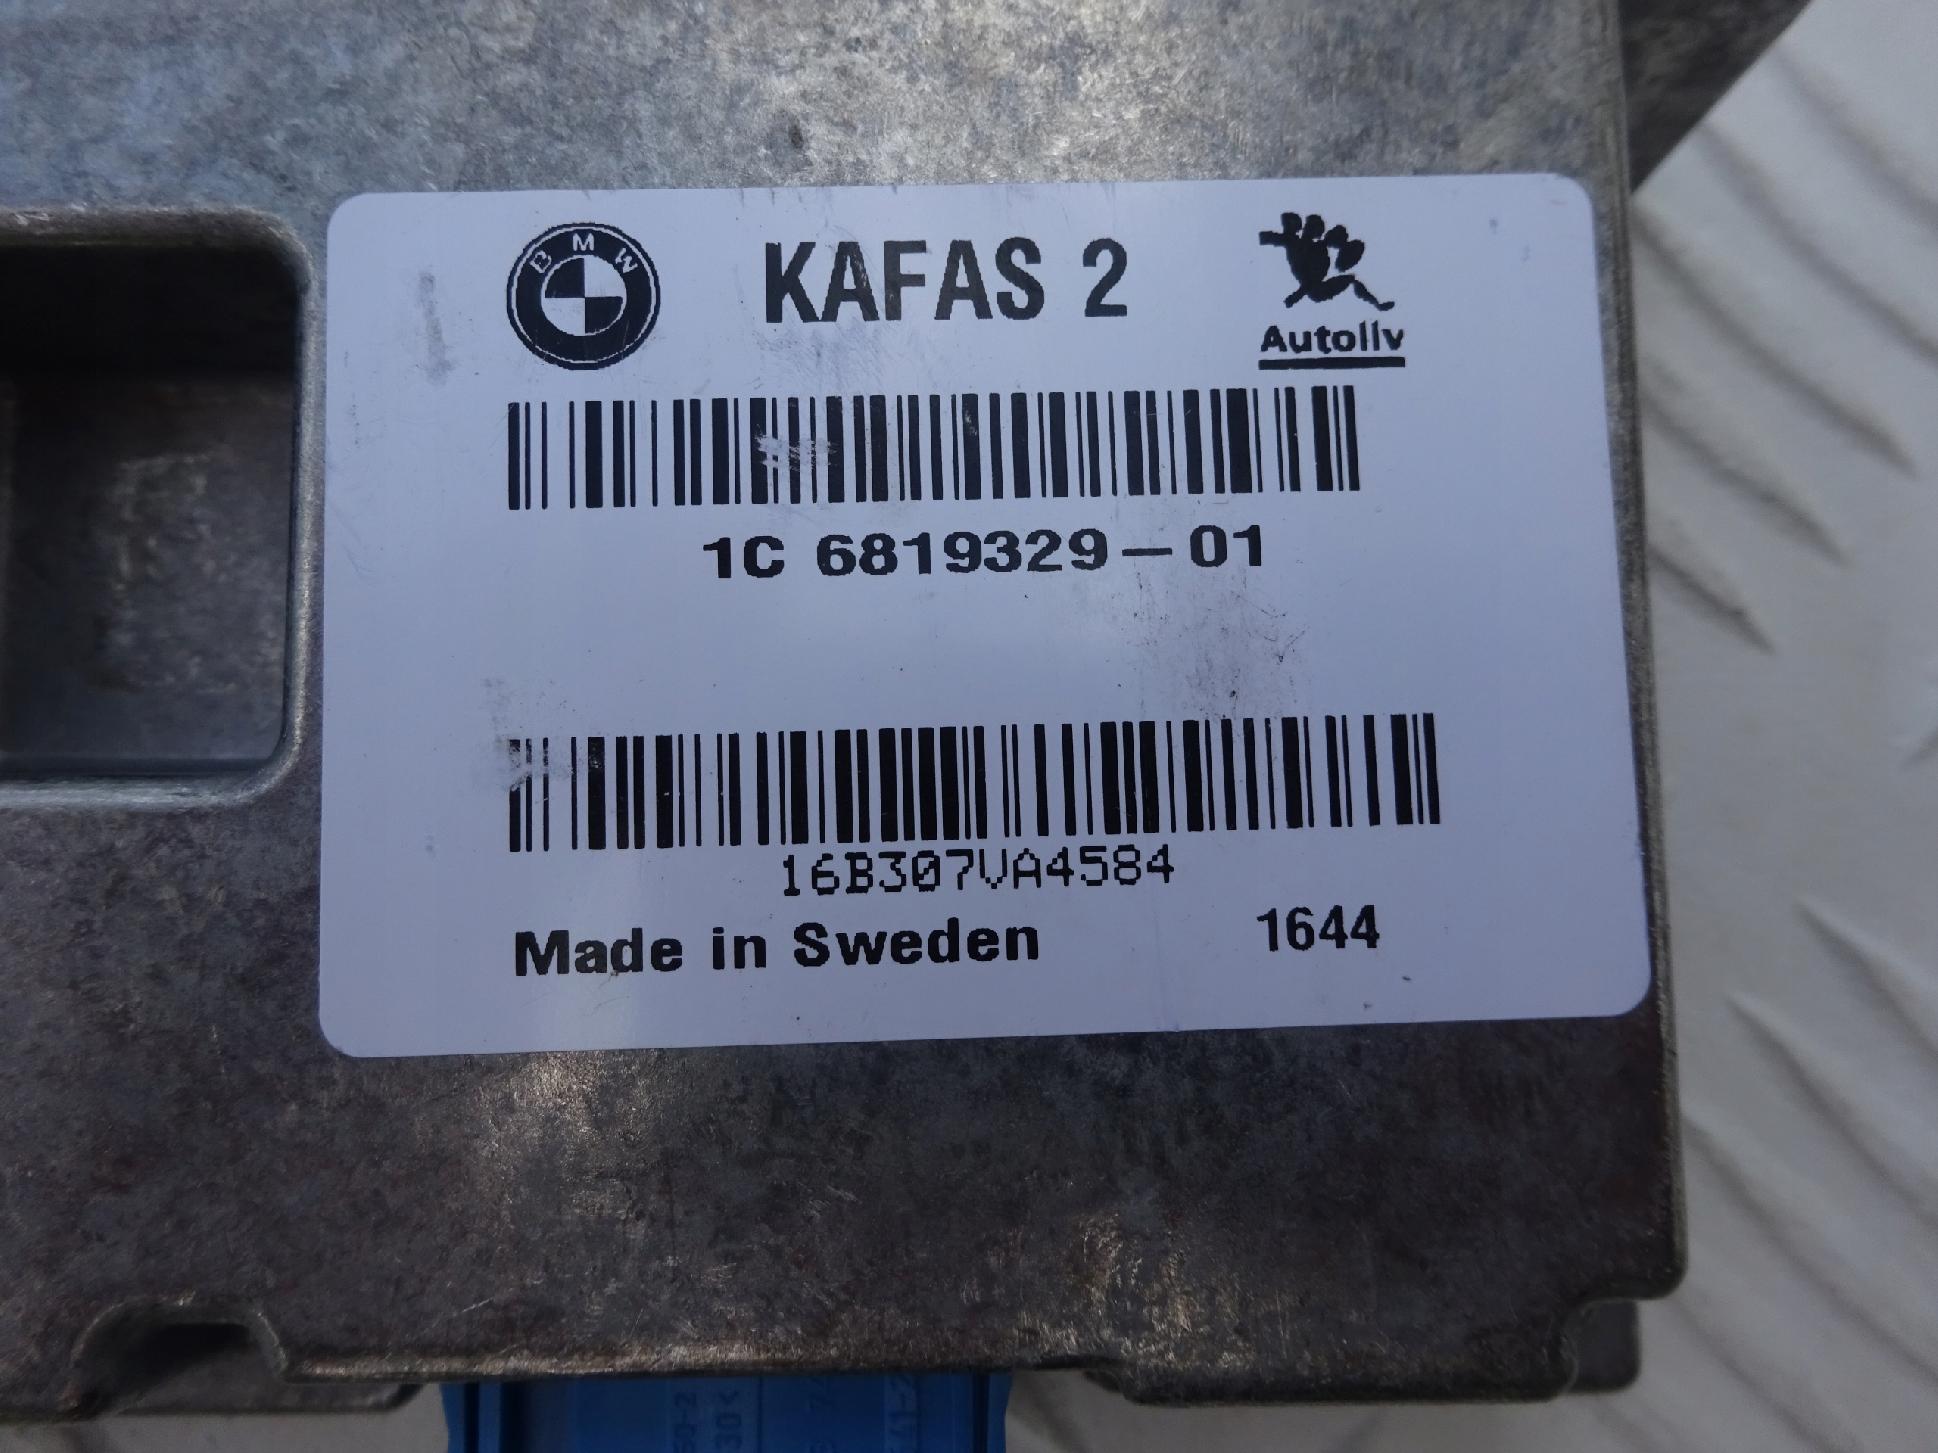 BMW
KAFAS 2
Autoliv
1C 6819329-01
16B307VA4584
Made in Sweden 1644